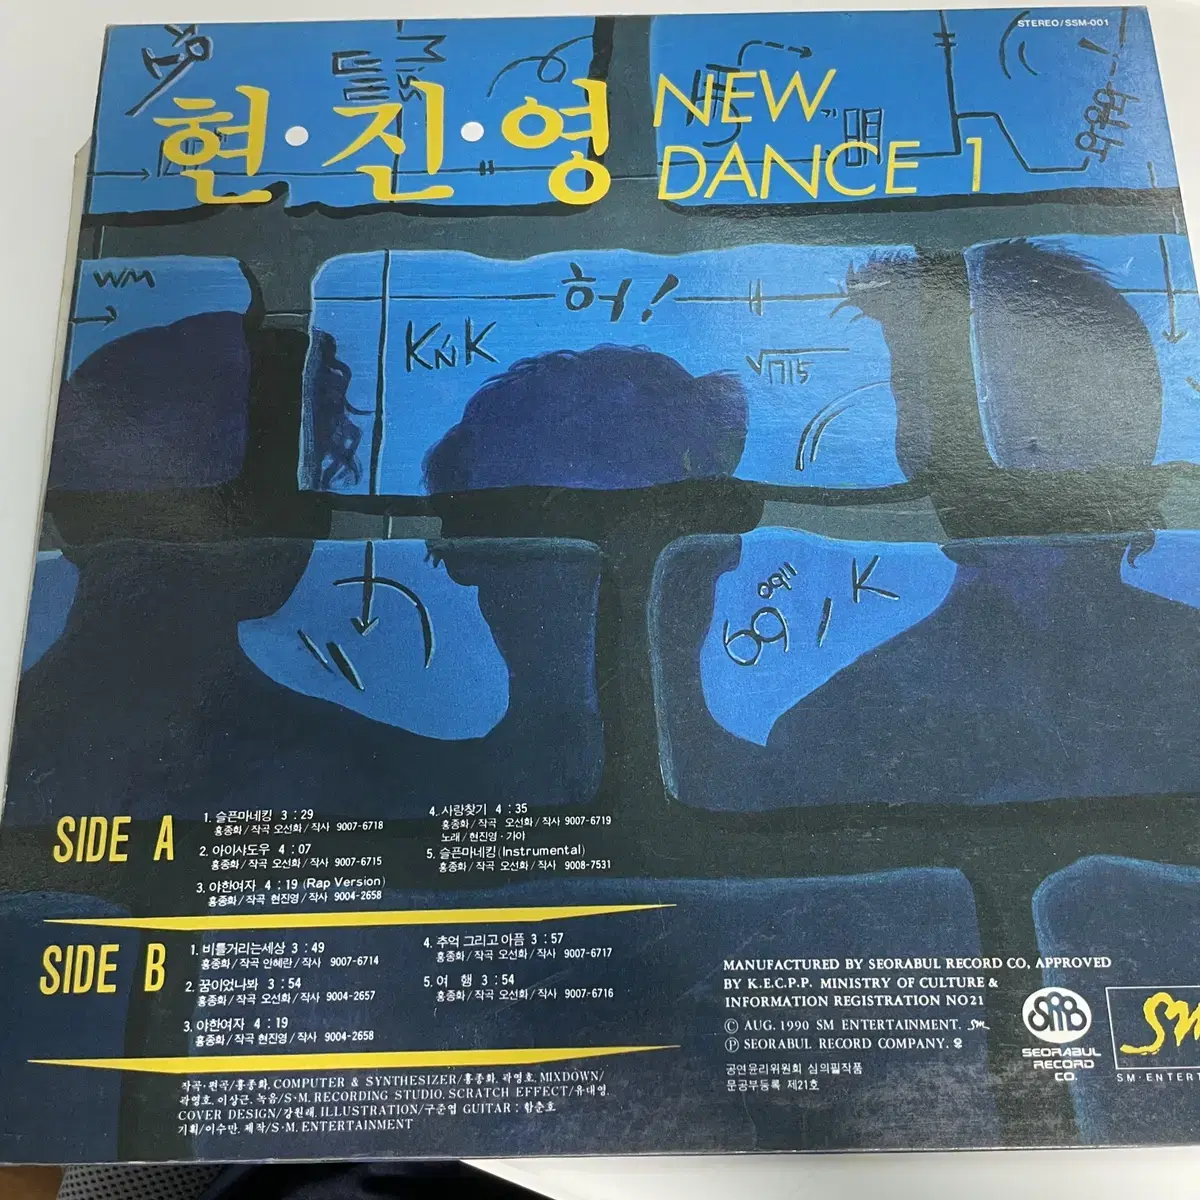 STEREO/SSM-001
현·진·영 NEW DANCE 1
Miss
WM
허!
KNK
√1715
K
SIDE A
1. 슬픈마네킹 3 : 29
홍종화/작곡 오선화/작사 9007-6718
2. 아이샤도우 4 : 07
홍종화/작곡 오선화/작사 9007-6715
3. 야한여자 4 : 19 (Rap Version)
홍종화/작곡 현진영/작사 9004-2658
4. 사랑찾기 4 : 35
홍종화/작곡 오선화/작사 9007-6719
노래/현진영·가야
5. 슬픈마네킹(Instrumental)
홍종화/작곡 오선화/작사 9008-7531
SIDE B
1. 비틀거리는세상 3 : 49
홍종화/작곡 안혜란/작사 9007-6714
2. 꿈이었나봐 3 : 54
홍종화/작곡 오선화/작사 9004-2657
3. 야한여자 4 : 19
홍종화/작곡 현진영/작사 9004-2658
4. 추억 그리고 아픔 3 : 57
홍종화/작곡 오선화/작사 9007-6717
5. 여 행 3 : 54
홍종화/작곡 오선화/작사 9007-6716
작곡·편곡/홍종화, COMPUTER & SYNTHESIZER/홍종화, 곽영호, MIXDOWN/
곽영호, 이상근, 녹음/S·M. RECORDING STUDIO, SCRATCH EFFECT/유대영,
COVER DESIGN/강원래, ILLUSTRATION/구준엽 GUITAR : 함춘호
기획/이수만, 제작/S·M. ENTERTAINMENT
MANUFACTURED BY SEORABUL RECORD CO, APPROVED
BY K.E.C.P.P. MINISTRY OF CULTURE &
INFORMATION REGISTRATION NO21
© AUG. 1990 SM ENTERTAINMENT. SM
Ⓟ SEORABUL RECORD COMPANY.
공연윤리위원회 심의필작품
문공부등록 제21호
SRB
SEORABUL
RECORD
CO.
SM
SM·ENTERT